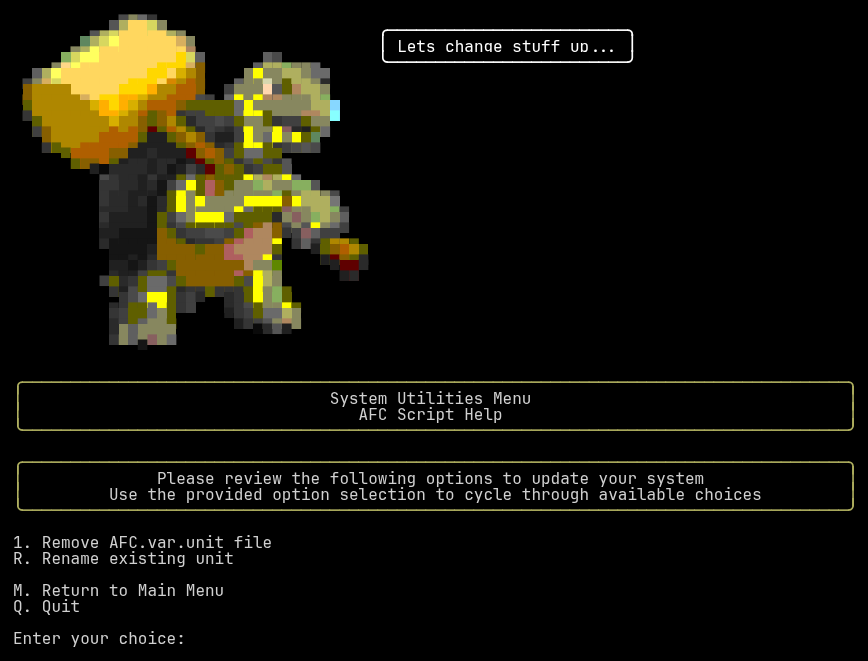 Lets change stuff up...
System Utilities Menu
AFC Script Help
Please review the following options to update your system
Use the provided option selection to cycle through available choices
1. Remove AFC.var.unit file
R. Rename existing unit
M. Return to Main Menu
Q. Quit
Enter your choice: